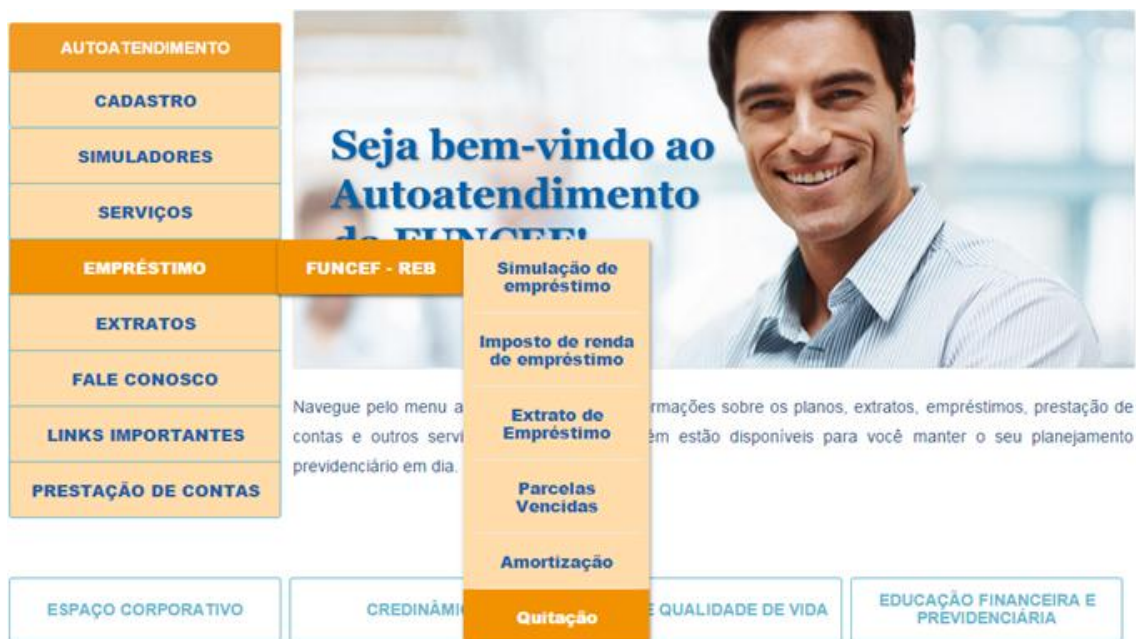 AUTOATENDIMENTO
CADASTRO
SIMULADORES
SERVIÇOS
EMPRÉSTIMO
EXTRATOS
FALE CONOSCO
LINKS IMPORTANTES
PRESTAÇÃO DE CONTAS
Seja bem-vindo ao
Autoatendimento
da FUNCEF!
FUNCEF - REB
Simulação de
empréstimo
Imposto de renda
de empréstimo
Extrato de
Empréstimo
Parcelas
Vencidas
Amortização
Quitação
Navegue pelo menu a rmações sobre os planos, extratos, empréstimos, prestação de
contas e outros servi ém estão disponíveis para você manter o seu planejamento
previdenciário em dia.
ESPAÇO CORPORATIVO
CREDINÂMI
E QUALIDADE DE VIDA
EDUCAÇÃO FINANCEIRA E
PREVIDENCIÁRIA